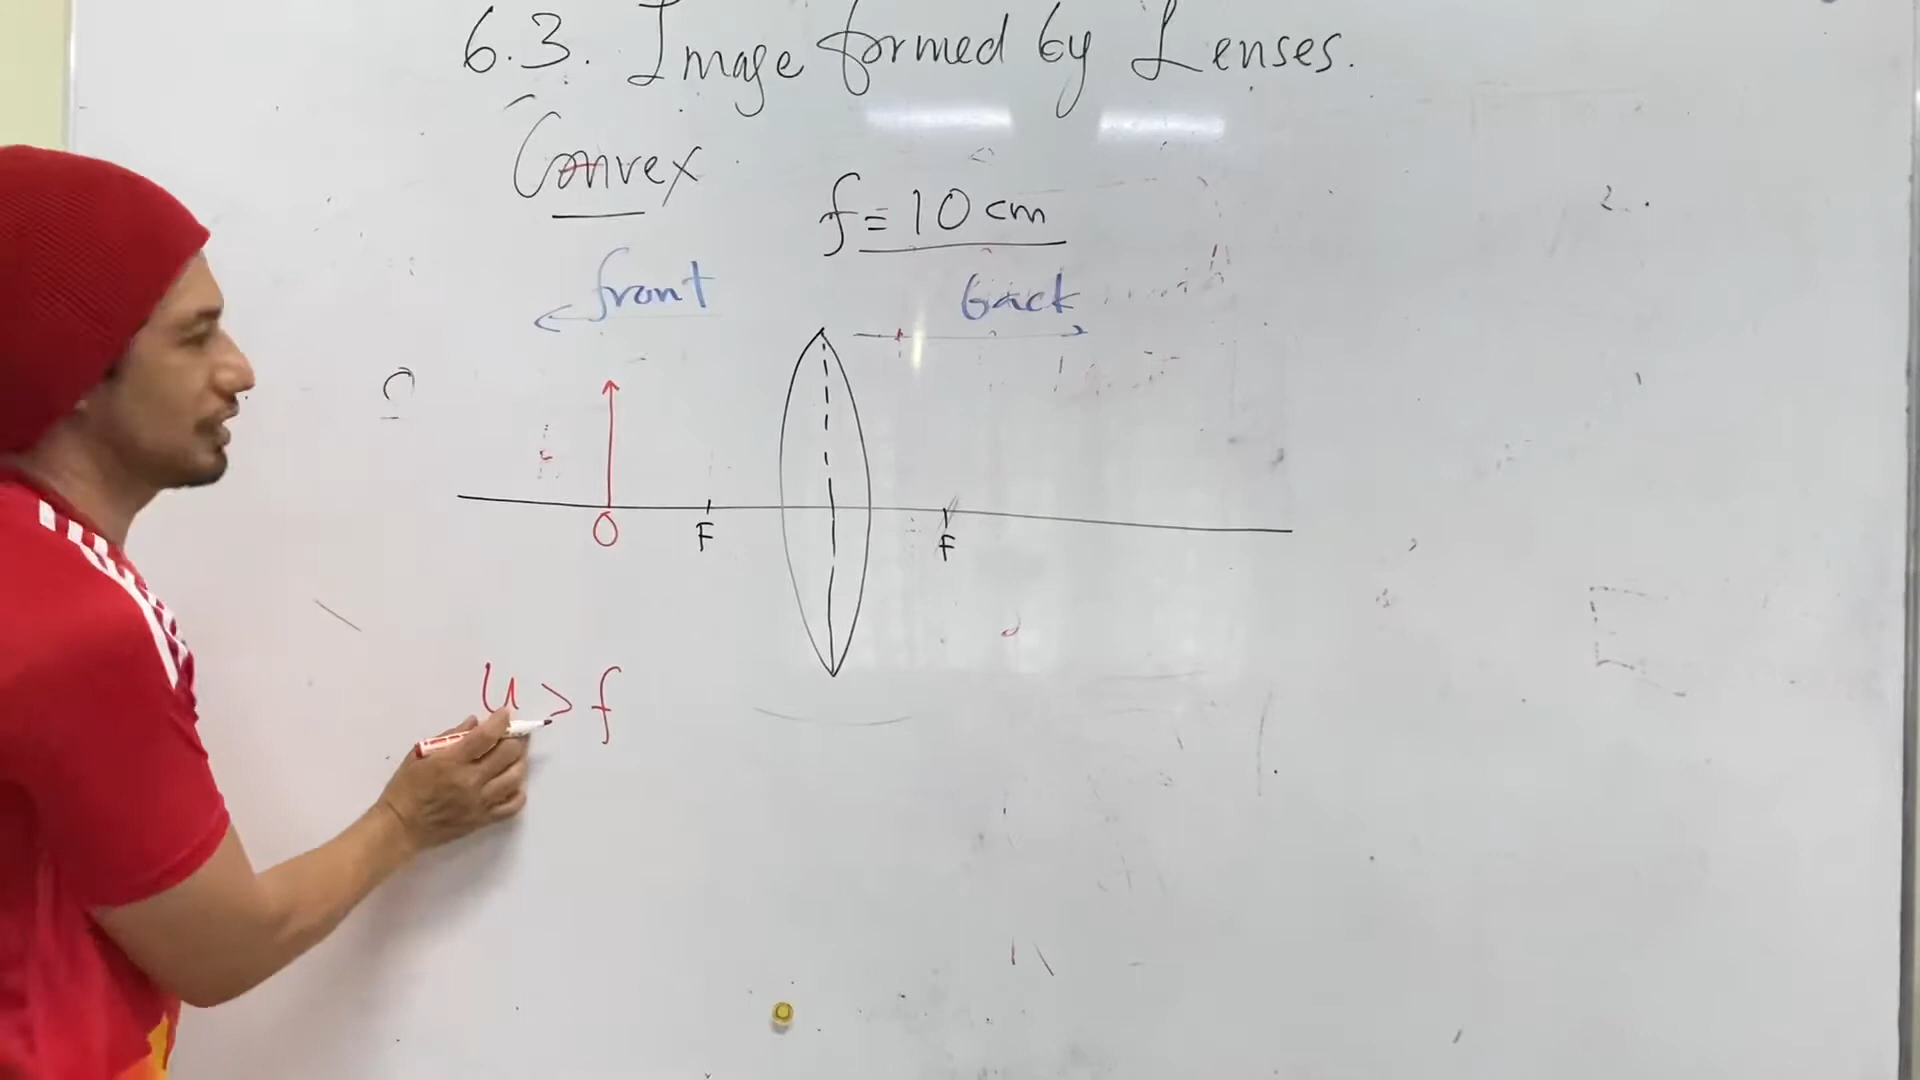 6.3. Image formed by Lenses.
Convex
f = 10 cm
front
back
O
F
F
u > f